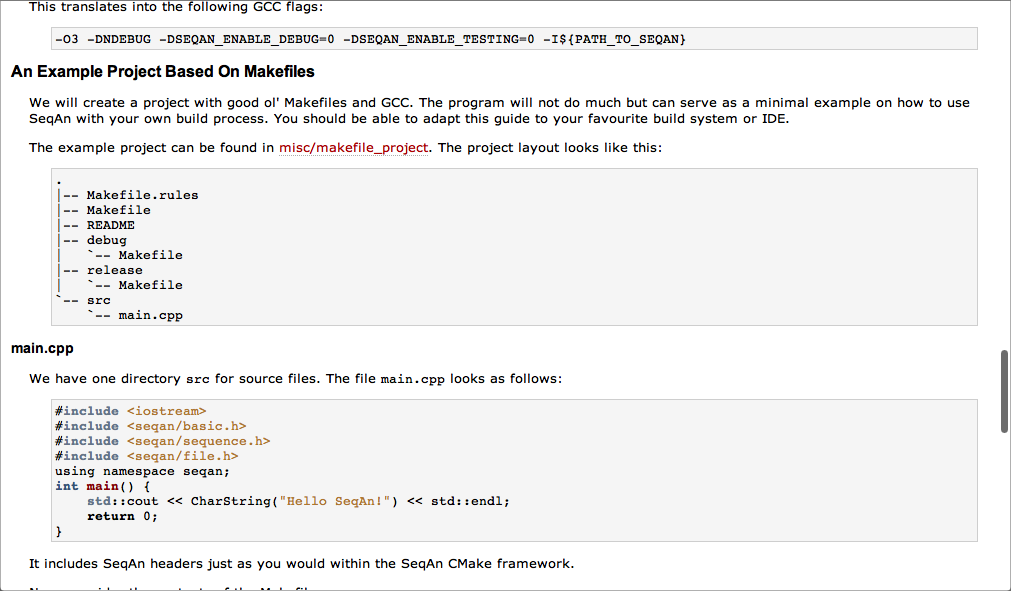 This translates into the following GCC flags:
-O3 -DNDEBUG -DSEQAN_ENABLE_DEBUG=0 -DSEQAN_ENABLE_TESTING=0 -I${PATH_TO_SEQAN}
An Example Project Based On Makefiles
We will create a project with good ol' Makefiles and GCC. The program will not do much but can serve as a minimal example on how to use
SeqAn with your own build process. You should be able to adapt this guide to your favourite build system or IDE.
The example project can be found in misc/makefile_project. The project layout looks like this:
.
|-- Makefile.rules
|-- Makefile
|-- README
|-- debug
|   `-- Makefile
|-- release
|   `-- Makefile
`-- src
    `-- main.cpp
main.cpp
We have one directory src for source files. The file main.cpp looks as follows:
#include <iostream>
#include <seqan/basic.h>
#include <seqan/sequence.h>
#include <seqan/file.h>
using namespace seqan;
int main() {
    std::cout << CharString("Hello SeqAn!") << std::endl;
    return 0;
}
It includes SeqAn headers just as you would within the SeqAn CMake framework.